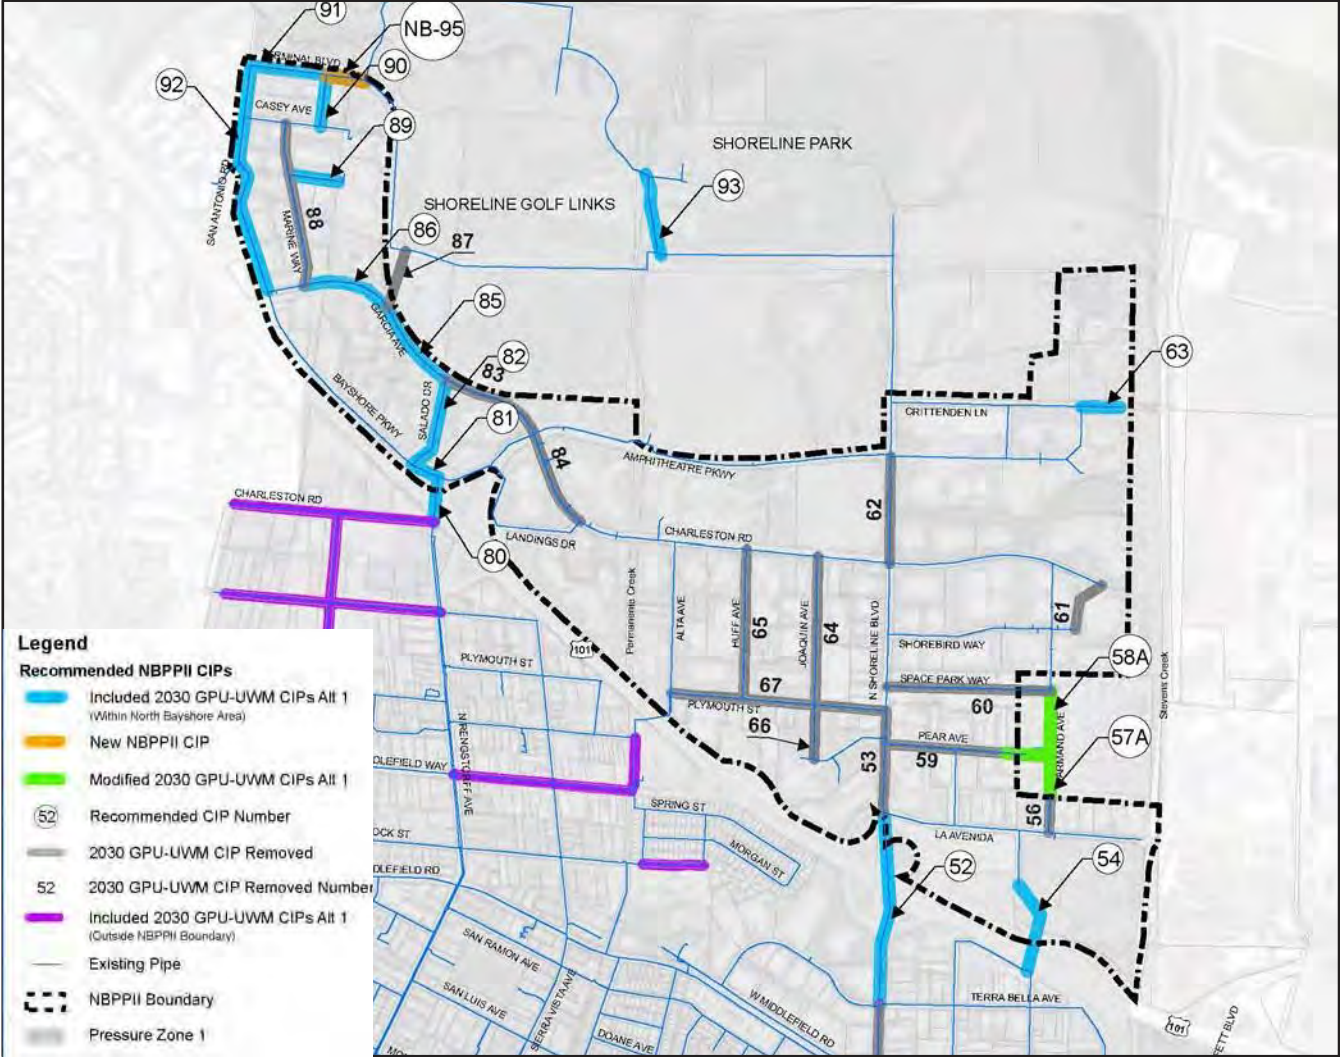 91
NB-95
90
92
CASEY AVE
89
SHORELINE PARK
93
SAN ANTONIO RD
88
MARINE WAY
SHORELINE GOLF LINKS
86
87
85
GARCIA AVE
82
83
63
BAYSHORE PKWY
SALADO DR
81
CRITTENDEN LN
84
AMPHITHEATRE PKWY
CHARLESTON RD
62
CHARLESTON RD
LANDINGS DR
80
Permanente Creek
ALTA AVE
HUFF AVE
65
JOAQUIN AVE
64
N SHORELINE BLVD
61
SHOREBIRD WAY
101
58A
Stevens Creek
PLYMOUTH ST
67
SPACE PARK WAY
60
PLYMOUTH ST
66
PEAR AVE
59
ARMAND AVE
57A
53
N RENGSTORFF AVE
DLEFIELD WAY
SPRING ST
56
LA AVENIDA
OCK ST
MORGAN ST
DLEFIELD RD
52
54
SAN RAMON AVE
SAN LUIS AVE
SIERRA VISTA AVE
W MIDDLEFIELD RD
TERRA BELLA AVE
DOANE AVE
101
ETT BLVD
Legend
Recommended NBPPII CIPs
Included 2030 GPU-UWM CIPs Alt 1
(Within North Bayshore Area)
New NBPPII CIP
Modified 2030 GPU-UWM CIPs Alt 1
52 Recommended CIP Number
2030 GPU-UWM CIP Removed
52 2030 GPU-UWM CIP Removed Number
Included 2030 GPU-UWM CIPs Alt 1
(Outside NBPPII Boundary)
Existing Pipe
NBPPII Boundary
Pressure Zone 1